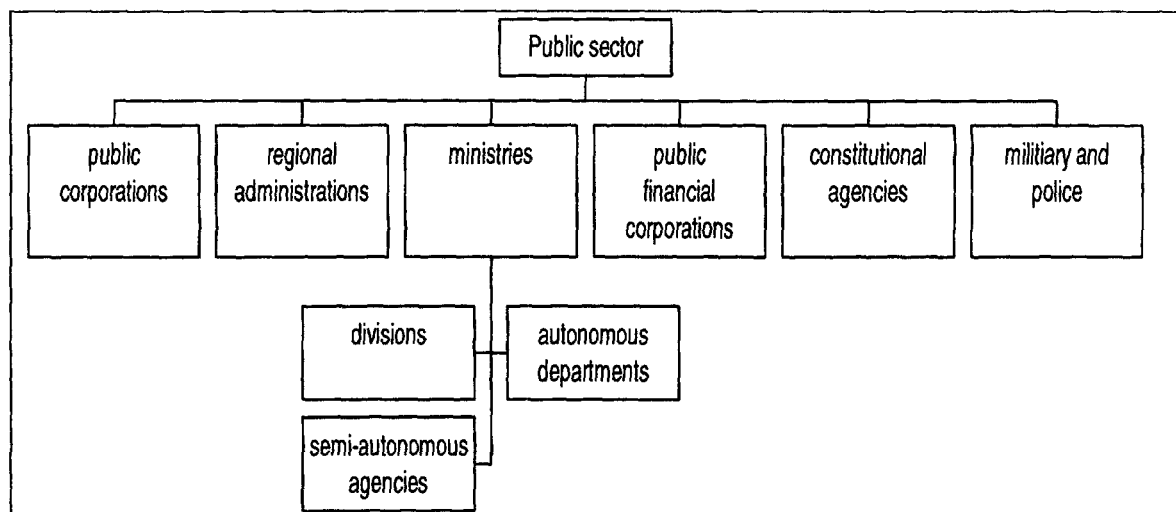 Public sector
public
corporations
regional
administrations
ministries
public
financial
corporations
constitutional
agencies
militiary and
police
divisions
autonomous
departments
semi-autonomous
agencies